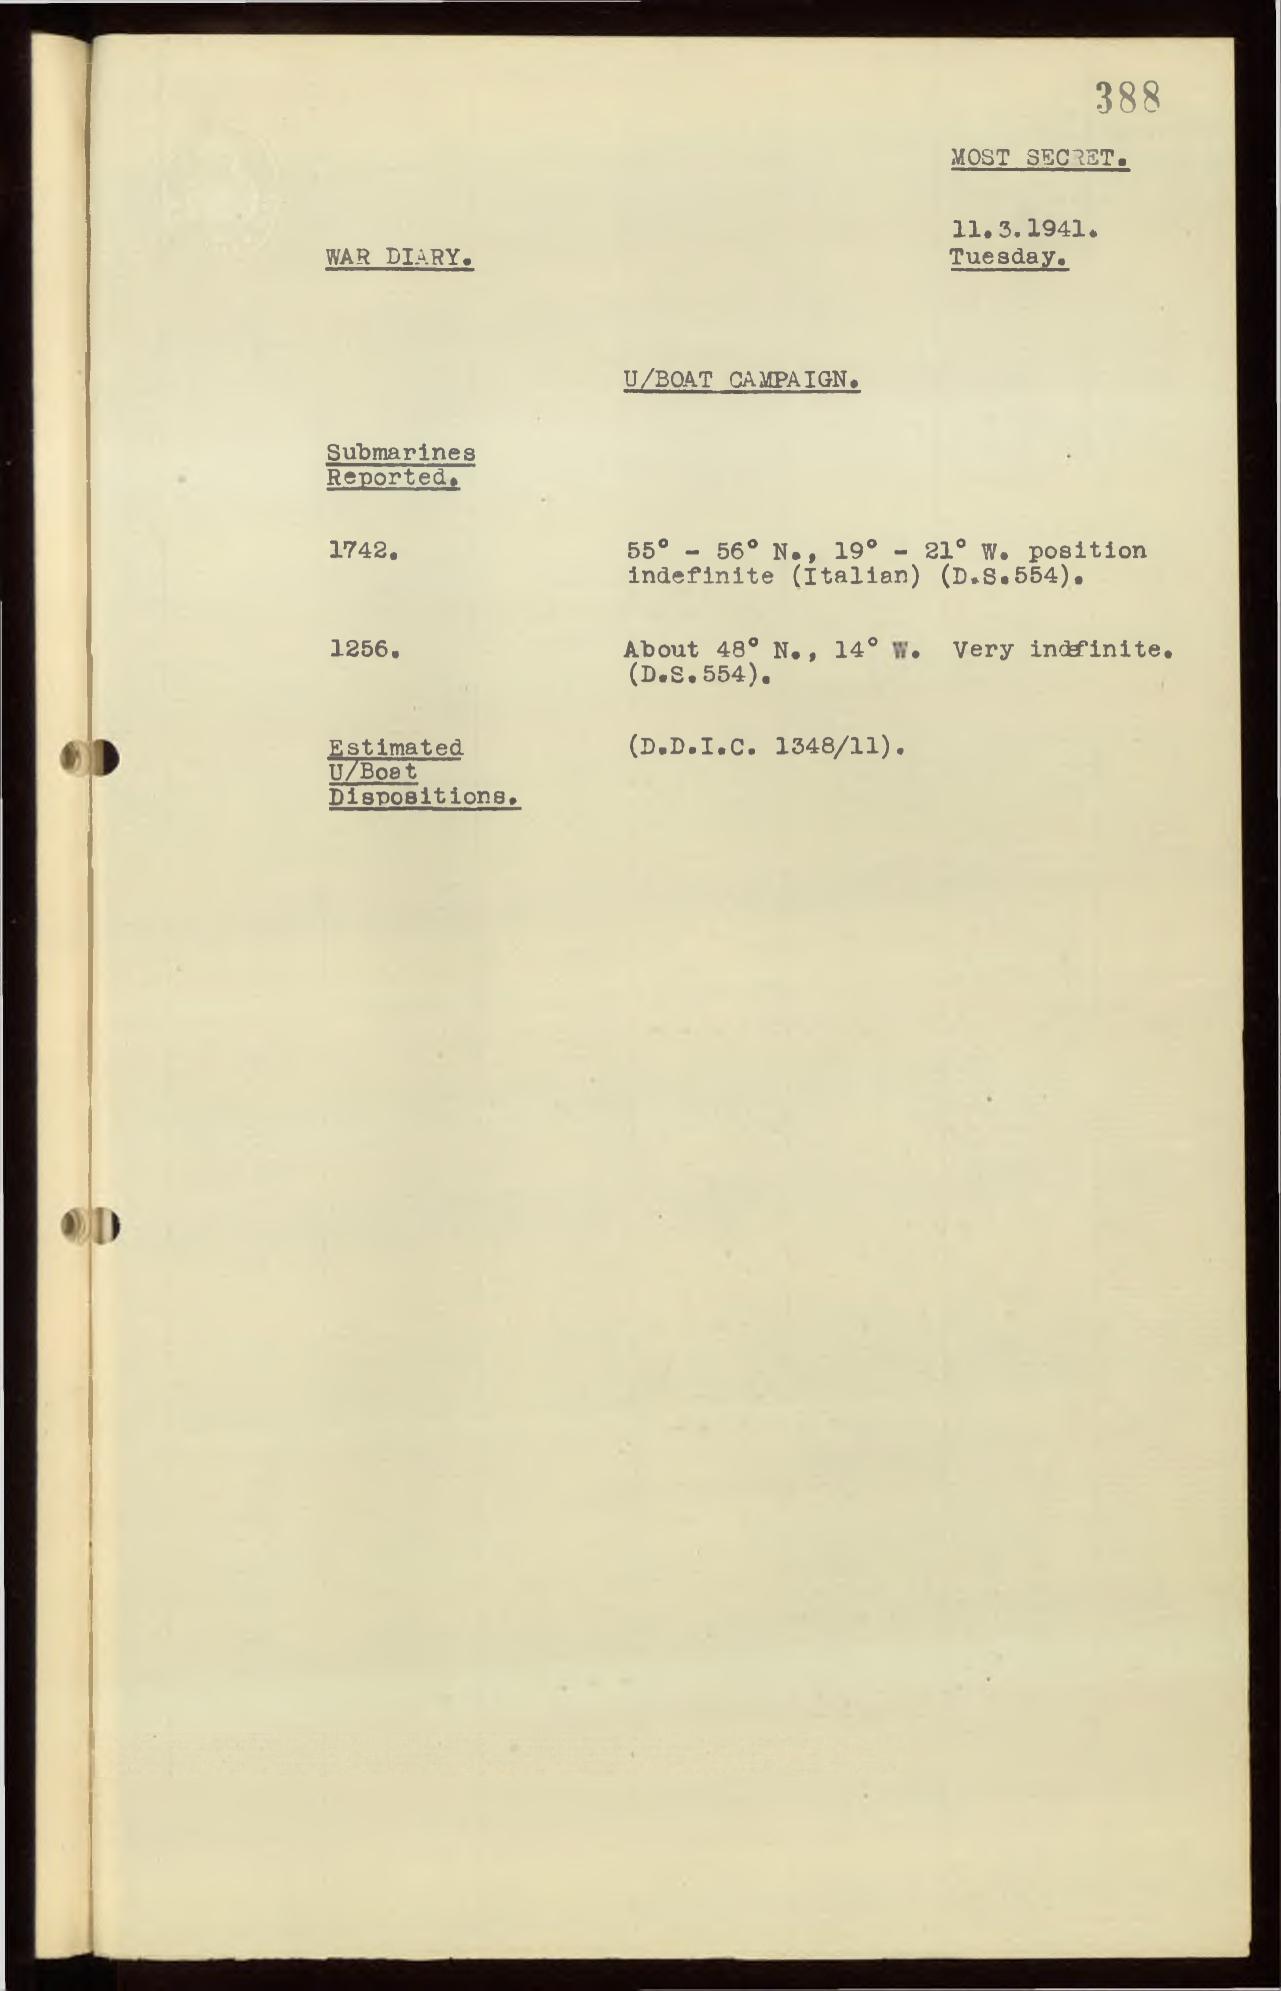 388
MOST SECRET.
11.3.1941.
WAR DIARY.
Tuesday.
U/BOAT CAMPAIGN.
Submarines
Reported.
1742.
55° - 56° N., 19° - 21° W. position
indefinite (Italian) (D.S.554).
1256.
About 48° N., 14° W. Very indefinite.
(D.S.554).
Estimated
U/Boat
Dispositions.
(D.D.I.C. 1348/11).